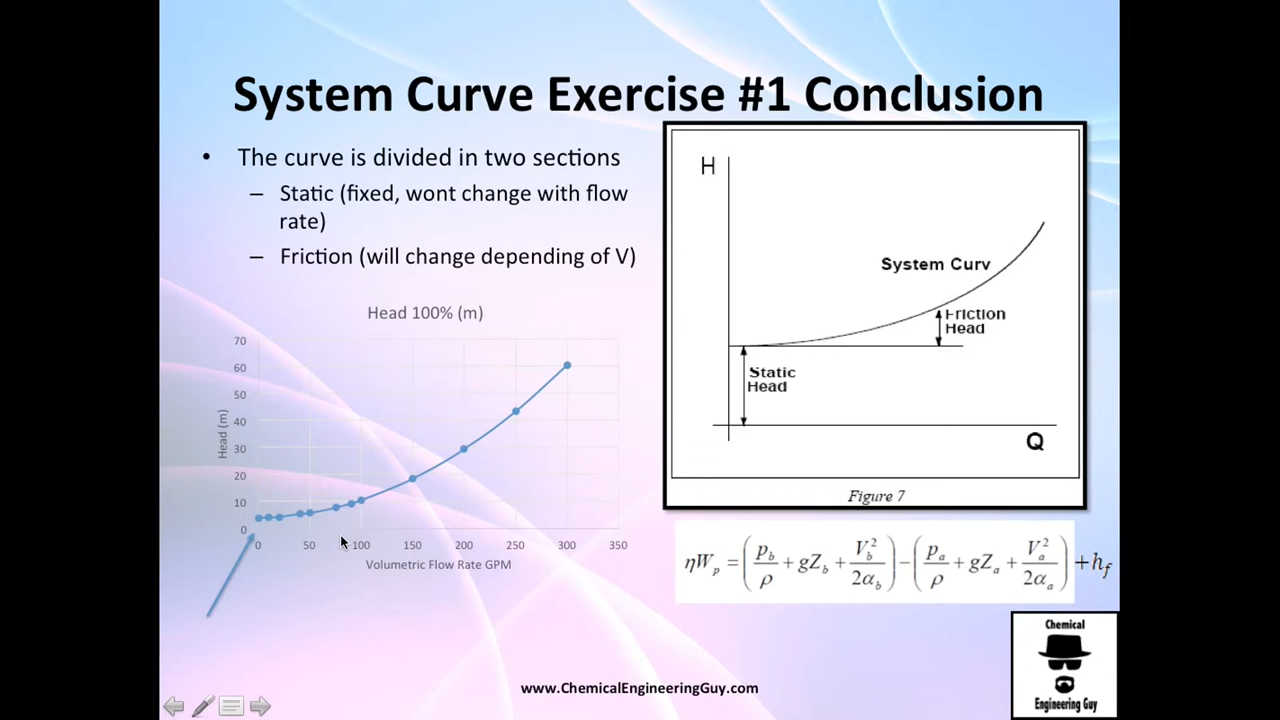 System Curve Exercise #1 Conclusion
• The curve is divided in two sections
– Static (fixed, wont change with flow
rate)
– Friction (will change depending of V)
Head 100% (m)
70
60
50
40
30
20
10
0
Head (m)
0 50 100 150 200 250 300 350
Volumetric Flow Rate GPM
H
System Curv
Friction
Head
Static
Head
Q
Figure 7
ηW_p = (p_b/ρ + gZ_b + V_b²/2α_b) − (p_a/ρ + gZ_a + V_a²/2α_a) + h_f
Chemical
Engineering Guy
www.ChemicalEngineeringGuy.com